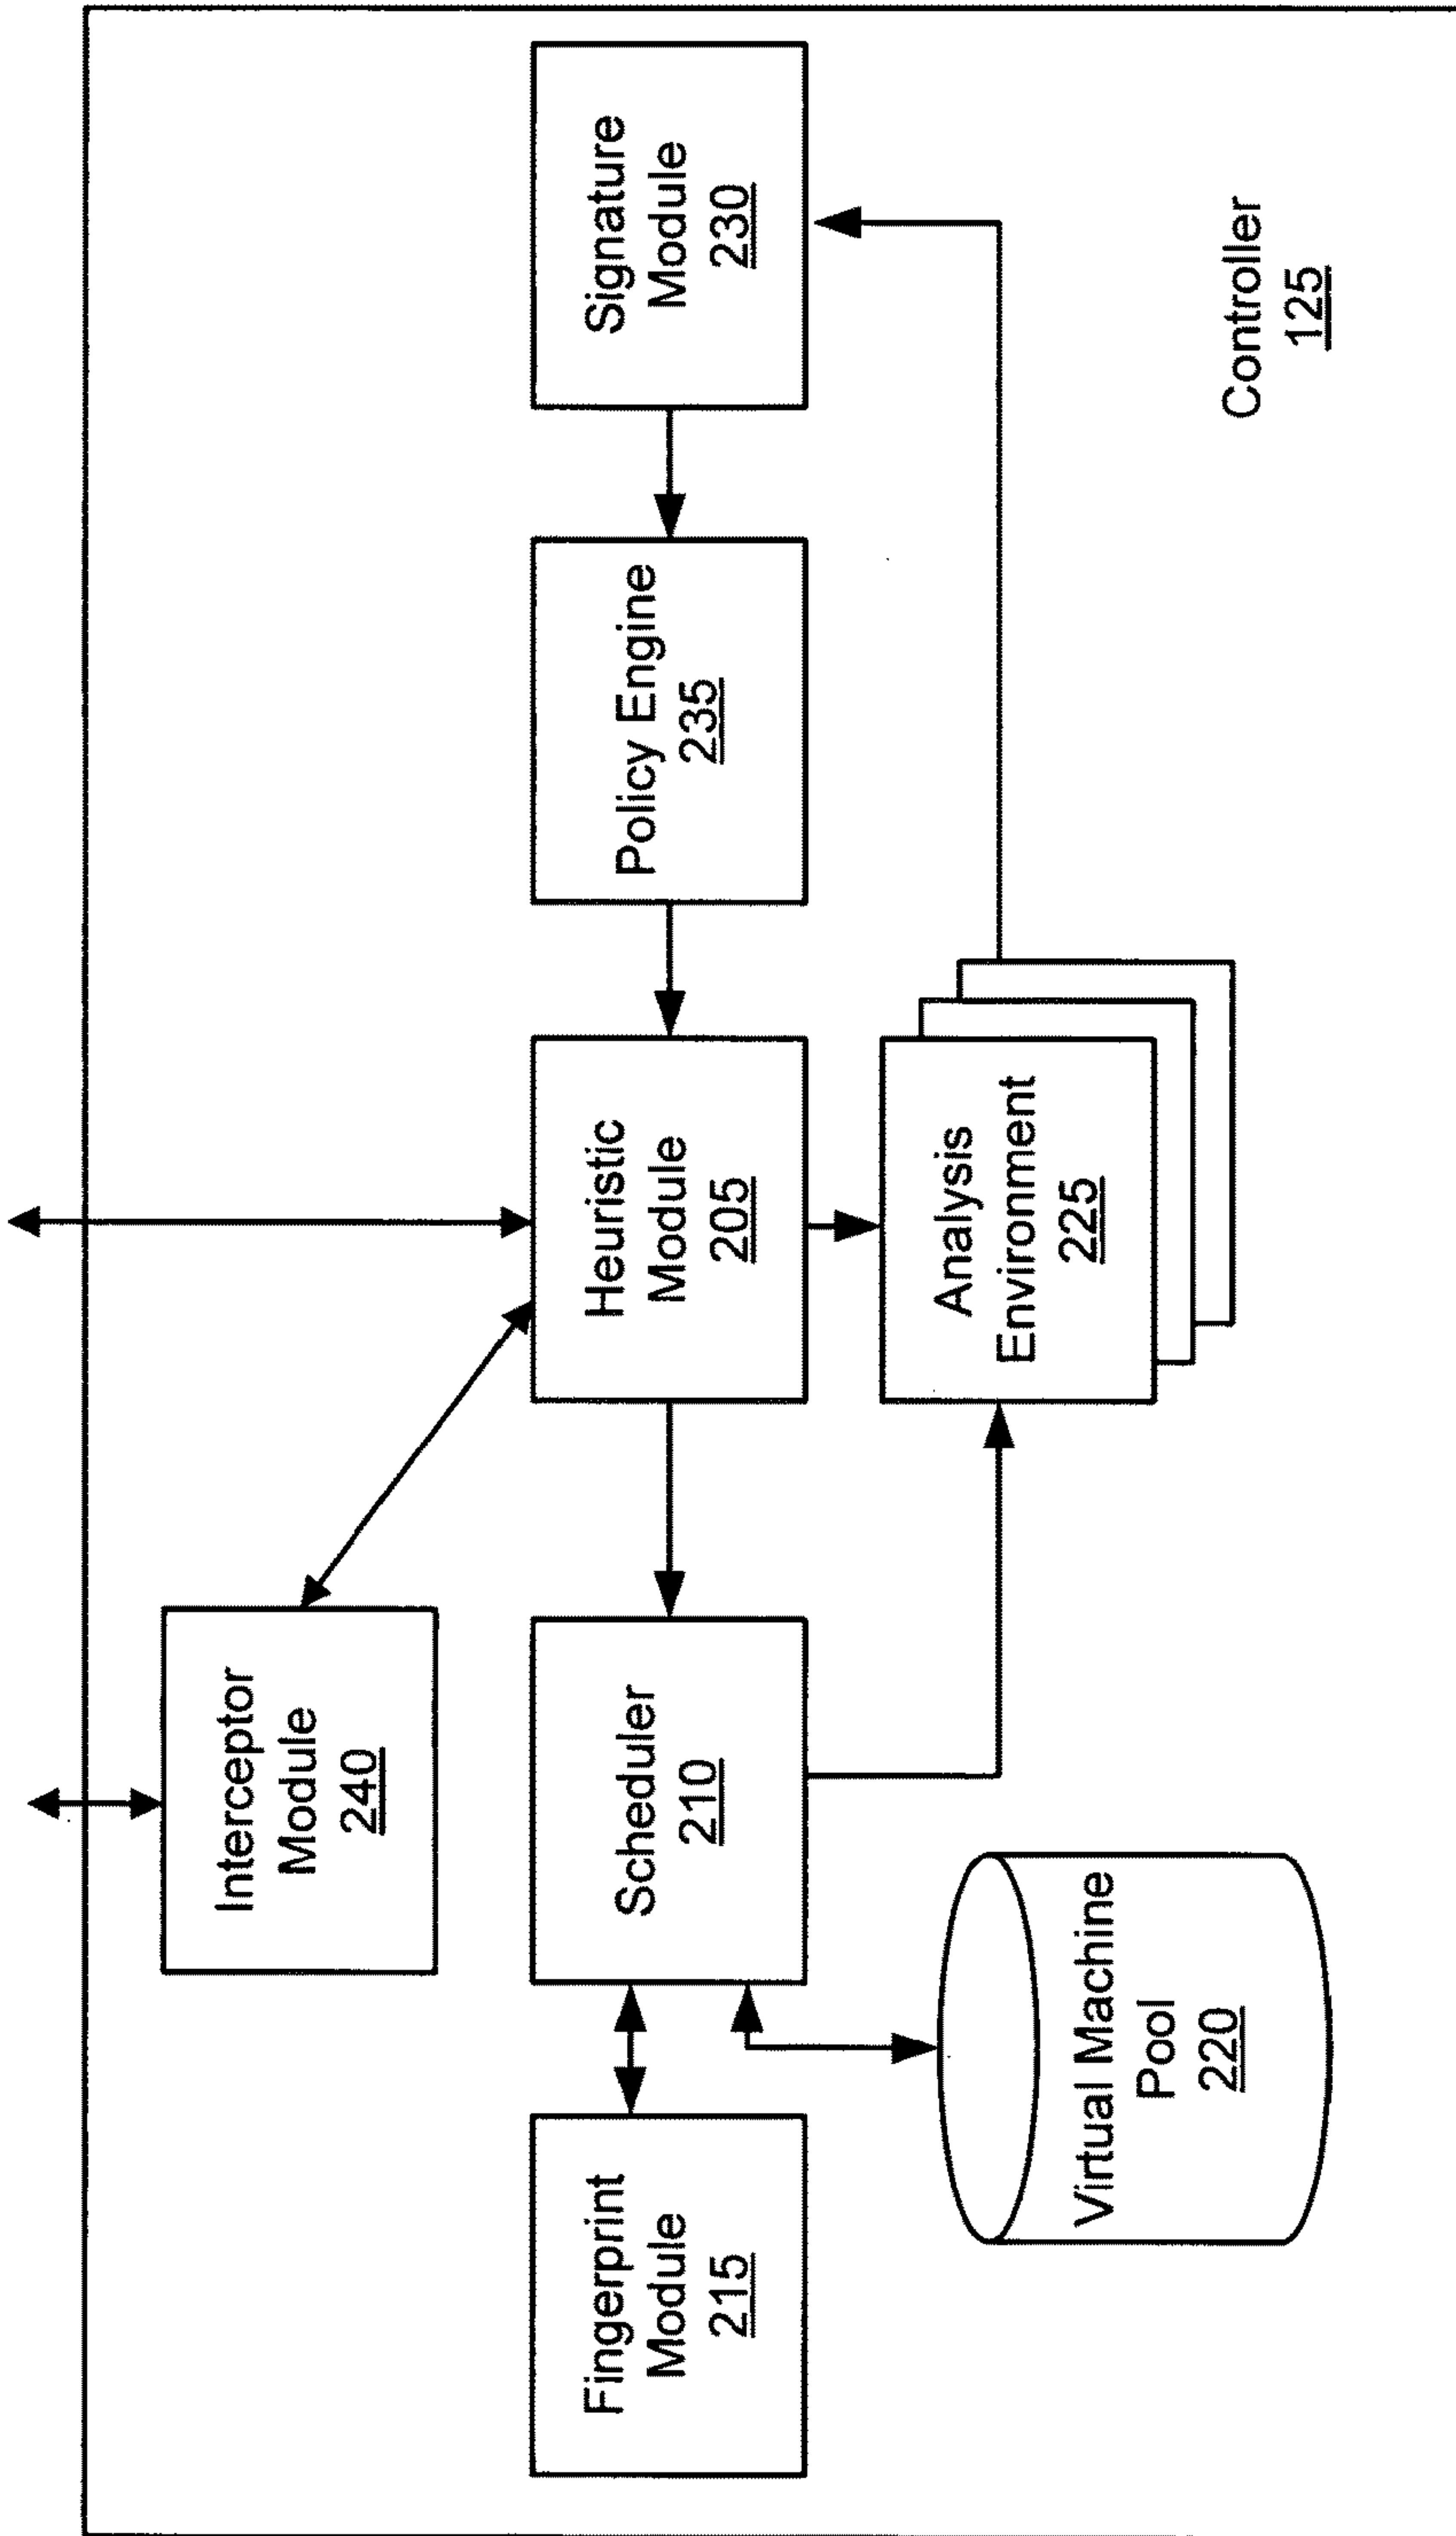 Interceptor
Module
240
Fingerprint
Module
215
Scheduler
210
Heuristic
Module
205
Policy Engine
235
Signature
Module
230
Virtual Machine
Pool
220
Analysis
Environment
225
Controller
125